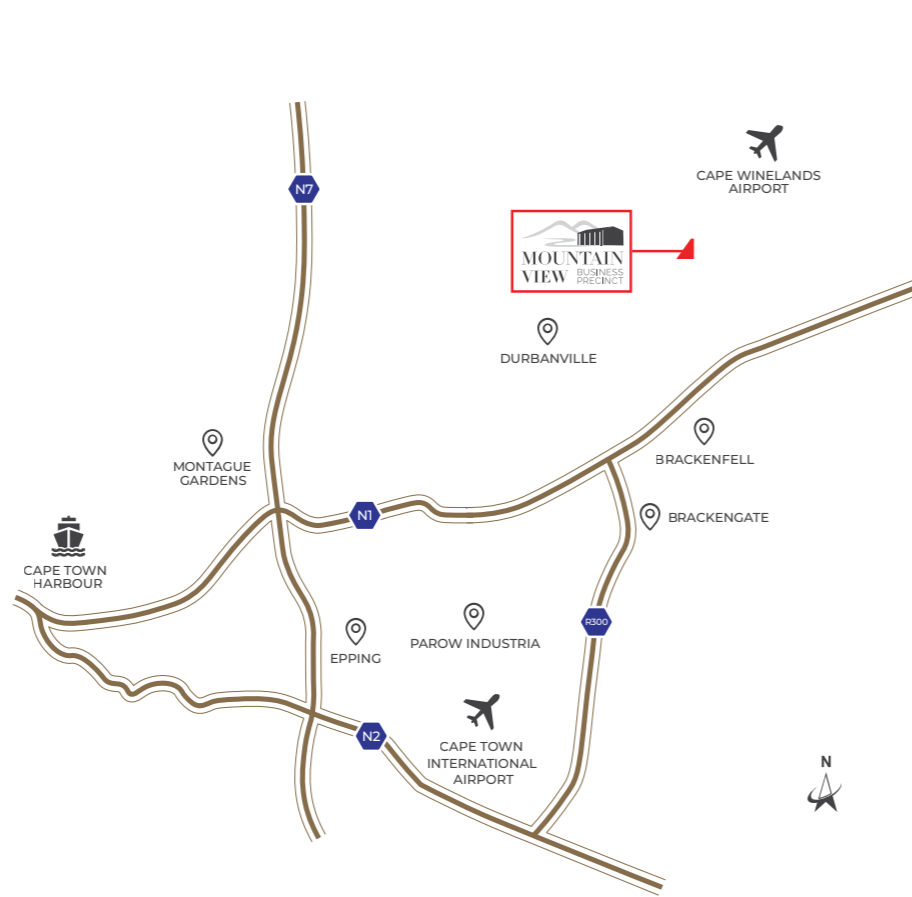 CAPE WINELANDS
AIRPORT
N7
MOUNTAIN
VIEW BUSINESS
PRECINCT
DURBANVILLE
BRACKENFELL
MONTAGUE
GARDENS
N1
BRACKENGATE
CAPE TOWN
HARBOUR
R300
EPPING
PAROW INDUSTRIA
N2
CAPE TOWN
INTERNATIONAL
AIRPORT
N